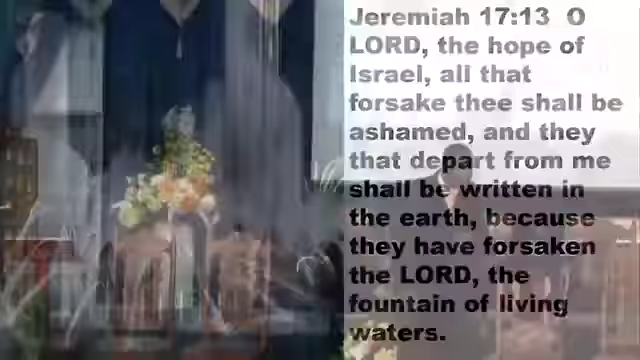 Jeremiah 17:13  O
LORD, the hope of
Israel, all that
forsake thee shall be
ashamed, and they
that depart from me
shall be written in
the earth, because
they have forsaken
the LORD, the
fountain of living
waters.